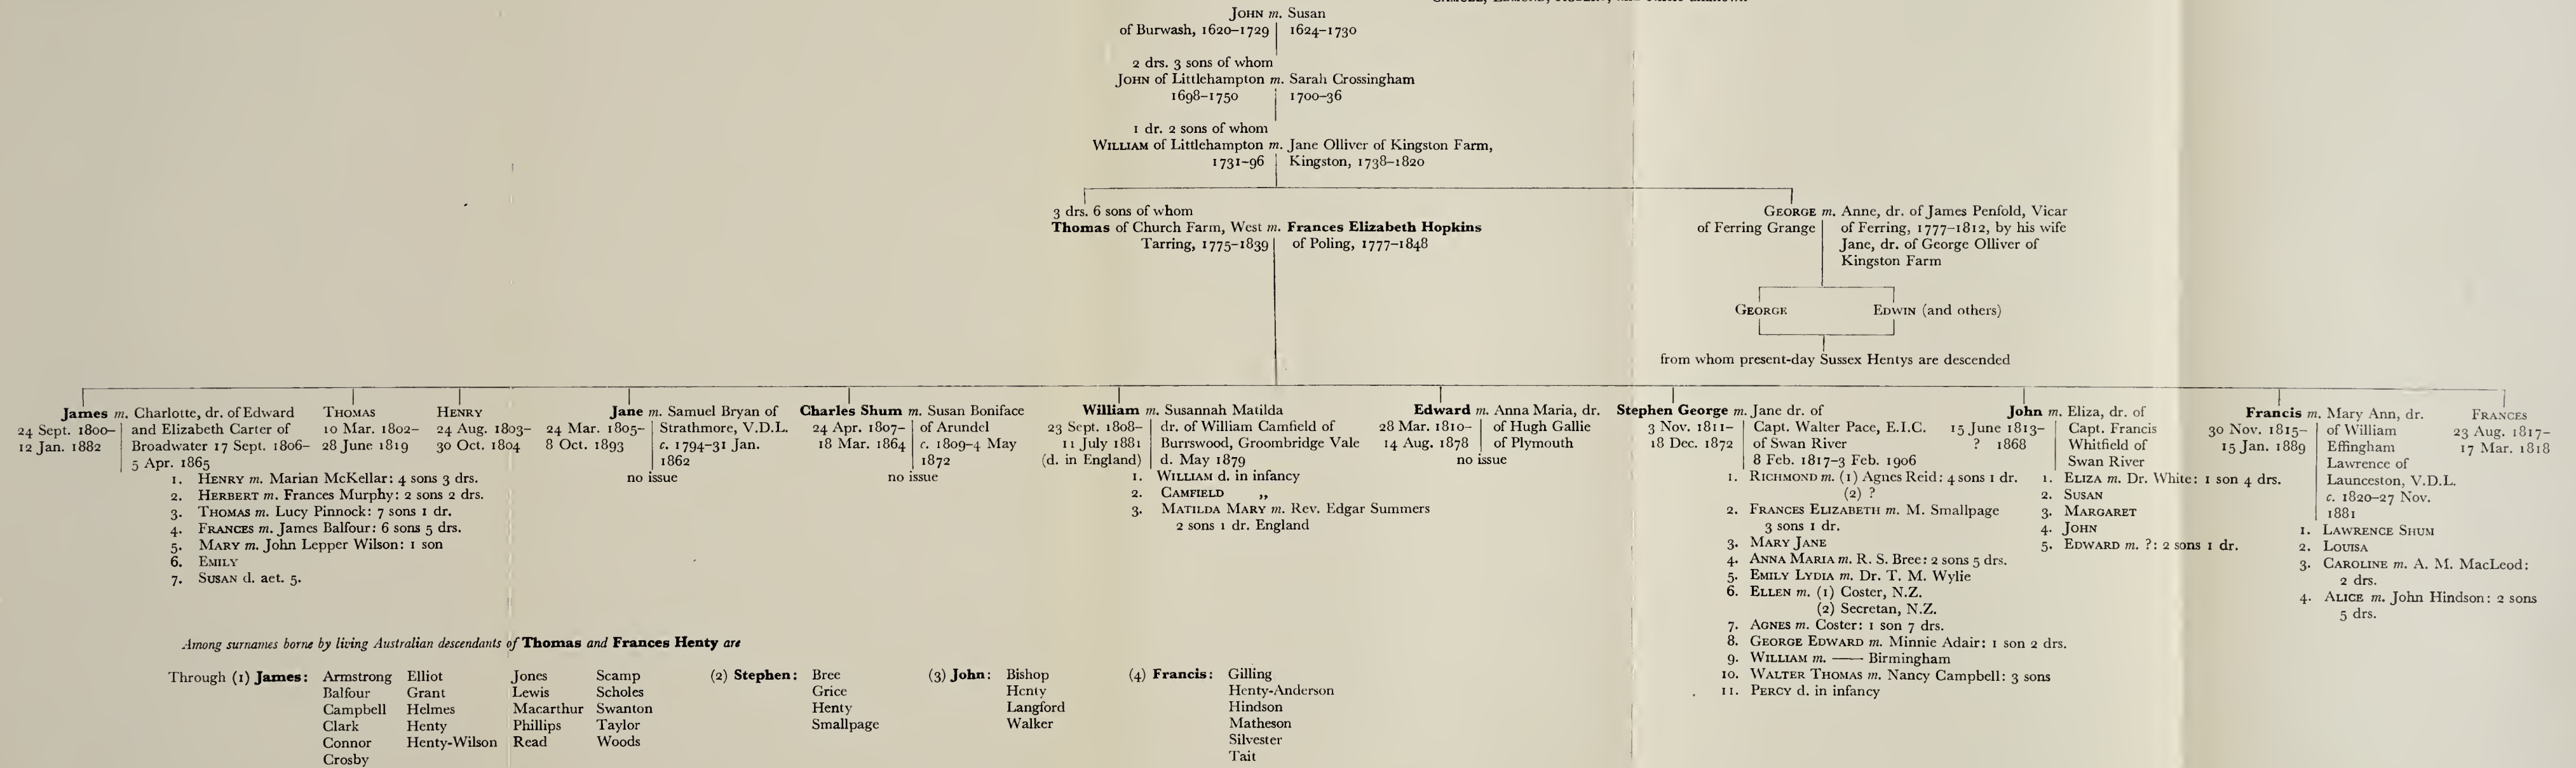 JOHN m. Susan
of Burwash, 1620–1729 1624–1730
2 drs. 3 sons of whom
JOHN of Littlehampton m. Sarah Crossingham
1698–1750 1700–36
1 dr. 2 sons of whom
WILLIAM of Littlehampton m. Jane Olliver of Kingston Farm,
1731–96 Kingston, 1738–1820
3 drs. 6 sons of whom
Thomas of Church Farm, West m. Frances Elizabeth Hopkins
Tarring, 1775–1839 of Poling, 1777–1848
GEORGE m. Anne, dr. of James Penfold, Vicar
of Ferring Grange of Ferring, 1777–1812, by his wife
Jane, dr. of George Olliver of
Kingston Farm
GEORGE EDWIN (and others)
from whom present-day Sussex Hentys are descended
James m. Charlotte, dr. of Edward
24 Sept. 1800– and Elizabeth Carter of
12 Jan. 1882 Broadwater 17 Sept. 1806–
5 Apr. 1865
1. HENRY m. Marian McKellar: 4 sons 3 drs.
2. HERBERT m. Frances Murphy: 2 sons 2 drs.
3. THOMAS m. Lucy Pinnock: 7 sons 1 dr.
4. FRANCES m. James Balfour: 6 sons 5 drs.
5. MARY m. John Lepper Wilson: 1 son
6. EMILY
7. SUSAN d. aet. 5.
THOMAS
10 Mar. 1802–
28 June 1819
HENRY
24 Aug. 1803–
30 Oct. 1804
Jane m. Samuel Bryan of
24 Mar. 1805– Strathmore, V.D.L.
8 Oct. 1893 c. 1794–31 Jan.
1862
no issue
Charles Shum m. Susan Boniface
24 Apr. 1807– of Arundel
18 Mar. 1864 c. 1809–4 May
1872
no issue
William m. Susannah Matilda
23 Sept. 1808– dr. of William Camfield of
11 July 1881 Burrswood, Groombridge Vale
(d. in England) d. May 1879
1. WILLIAM d. in infancy
2. CAMFIELD ,,
3. MATILDA MARY m. Rev. Edgar Summers
2 sons 1 dr. England
Edward m. Anna Maria, dr.
28 Mar. 1810– of Hugh Gallie
14 Aug. 1878 of Plymouth
no issue
Stephen George m. Jane dr. of
3 Nov. 1811– Capt. Walter Pace, E.I.C.
18 Dec. 1872 of Swan River
8 Feb. 1817–3 Feb. 1906
1. RICHMOND m. (1) Agnes Reid: 4 sons 1 dr.
(2) ?
2. FRANCES ELIZABETH m. M. Smallpage
3 sons 1 dr.
3. MARY JANE
4. ANNA MARIA m. R. S. Bree: 2 sons 5 drs.
5. EMILY LYDIA m. Dr. T. M. Wylie
6. ELLEN m. (1) Coster, N.Z.
(2) Secretan, N.Z.
7. AGNES m. Coster: 1 son 7 drs.
8. GEORGE EDWARD m. Minnie Adair: 1 son 2 drs.
9. WILLIAM m. —— Birmingham
10. WALTER THOMAS m. Nancy Campbell: 3 sons
11. PERCY d. in infancy
John m. Eliza, dr. of
15 June 1813– Capt. Francis
? 1868 Whitfield of
Swan River
1. ELIZA m. Dr. White: 1 son 4 drs.
2. SUSAN
3. MARGARET
4. JOHN
5. EDWARD m. ?: 2 sons 1 dr.
Francis m. Mary Ann, dr.
30 Nov. 1815– of William
15 Jan. 1889 Effingham
Lawrence of
Launceston, V.D.L.
c. 1820–27 Nov.
1881
1. LAWRENCE SHUM
2. LOUISA
3. CAROLINE m. A. M. MacLeod:
2 drs.
4. ALICE m. John Hindson: 2 sons
5 drs.
FRANCES
23 Aug. 1817–
17 Mar. 1818
Among surnames borne by living Australian descendants of Thomas and Frances Henty are
Through (1) James: Armstrong Elliot Jones Scamp
Balfour Grant Lewis Scholes
Campbell Helmes Macarthur Swanton
Clark Henty Phillips Taylor
Connor Henty-Wilson Read Woods
Crosby
(2) Stephen: Bree
Grice
Henty
Smallpage
(3) John: Bishop
Henty
Langford
Walker
(4) Francis: Gilling
Henty-Anderson
Hindson
Matheson
Silvester
Tait